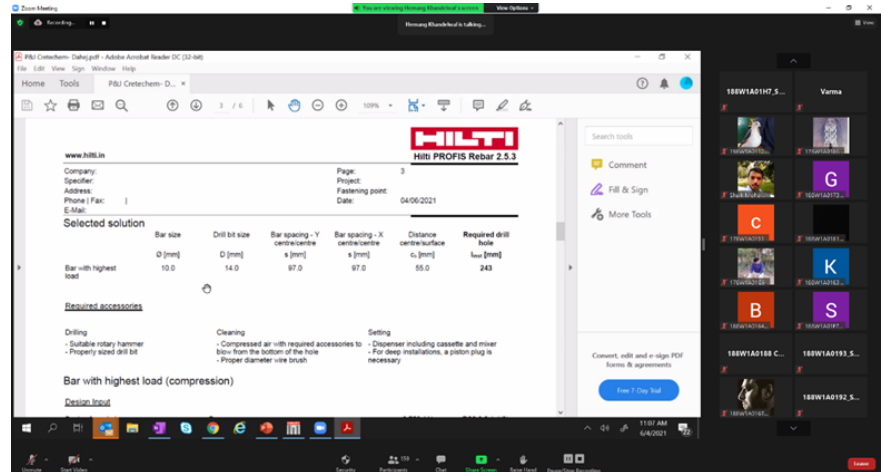 Zoom Meeting
You are viewing Hemang Khandelwal's screen View Options
Recording...
Hemang Khandelwal is talking...
View
P&J Cretechem- Dahej.pdf - Adobe Acrobat Reader DC (32-bit)
File Edit View Sign Window Help
Home Tools P&J Cretechem- D... ×
3 / 6 109%
HILTI
www.hilti.in Hilti PROFIS Rebar 2.5.3
Company: Page: 3
Specifier: Project:
Address: Fastening point:
Phone | Fax: | Date: 04/06/2021
E-Mail:
Selected solution
Bar size Drill bit size Bar spacing - Y centre/centre Bar spacing - X centre/centre Distance centre/surface Required drill hole
Ø [mm] D [mm] s [mm] s [mm] [mm] [mm]
Bar with highest load 10.0 14.0 97.0 97.0 55.0 243
Required accessories
Drilling Cleaning Setting
- Suitable rotary hammer - Compressed air with required accessories to - Dispenser including cassette and mixer
- Properly sized drill bit blow from the bottom of the hole - For deep installations, a piston plug is
- Proper diameter wire brush necessary
Bar with highest load (compression)
Design Input
Search tools
Comment
Fill & Sign
More Tools
Convert, edit and e-sign PDF
forms & agreements
Free 7-Day Trial
188W1A01H7_S... Varma
G
C
K
B S
188W1A0188 C... 188W1A0193_S...
188W1A0192_S...
11:07 AM
6/4/2021
Unmute Start Video Security Participants Chat Share Screen Raise Hand Pause/Stop Recording Leave